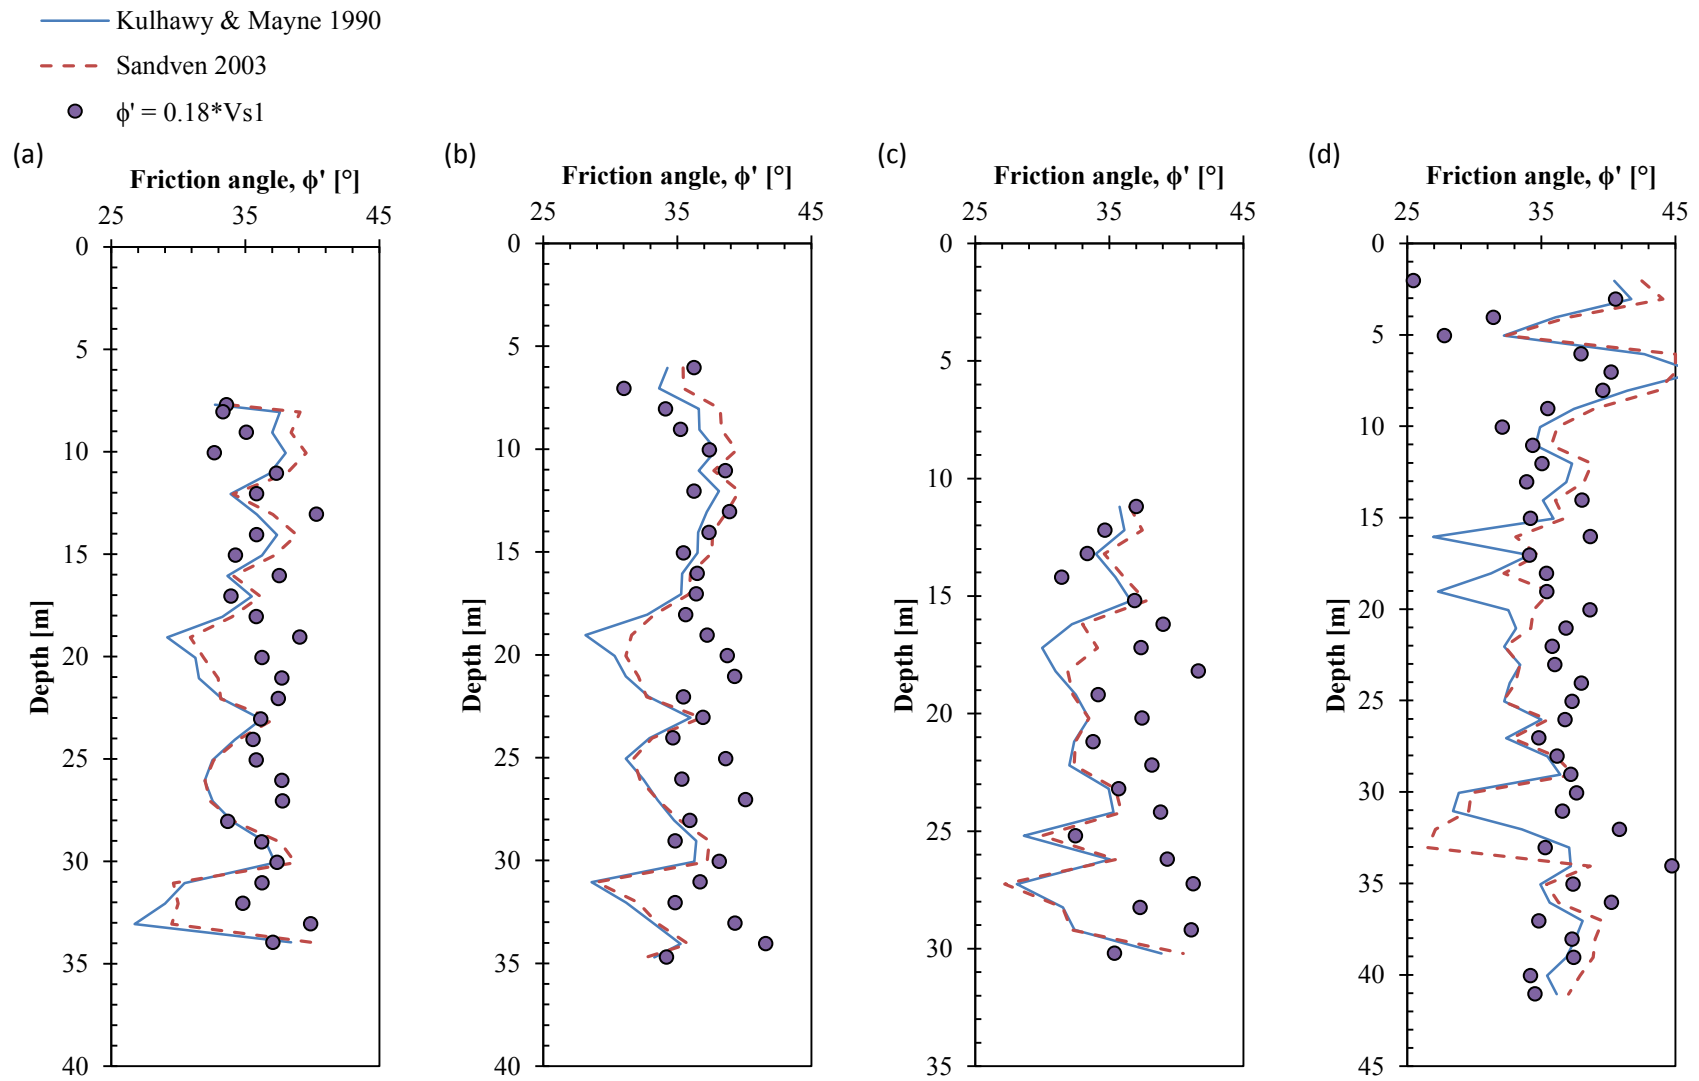 Kulhawy & Mayne 1990
Sandven 2003
ϕ' = 0.18*Vs1
(a)
Friction angle, ϕ' [°]
25 35 45
0
5
10
15
20
25
30
35
40
Depth [m]
(b)
Friction angle, ϕ' [°]
25 35 45
0
5
10
15
20
25
30
35
40
Depth [m]
(c)
Friction angle, ϕ' [°]
25 35 45
0
5
10
15
20
25
30
35
Depth [m]
(d)
Friction angle, ϕ' [°]
25 35 45
0
5
10
15
20
25
30
35
40
45
Depth [m]